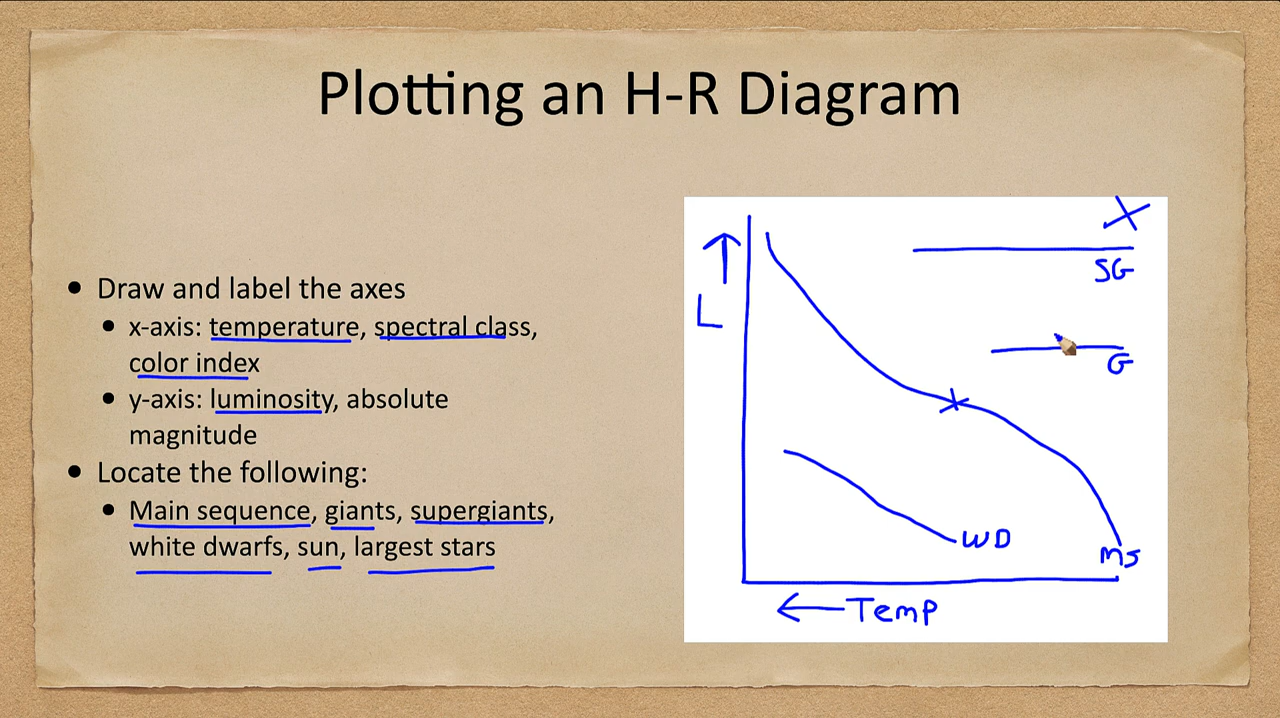 Plotting an H-R Diagram
• Draw and label the axes
• x-axis: temperature, spectral class,
color index
• y-axis: luminosity, absolute
magnitude
• Locate the following:
• Main sequence, giants, supergiants,
white dwarfs, sun, largest stars
L
SG
G
WD
MS
Temp